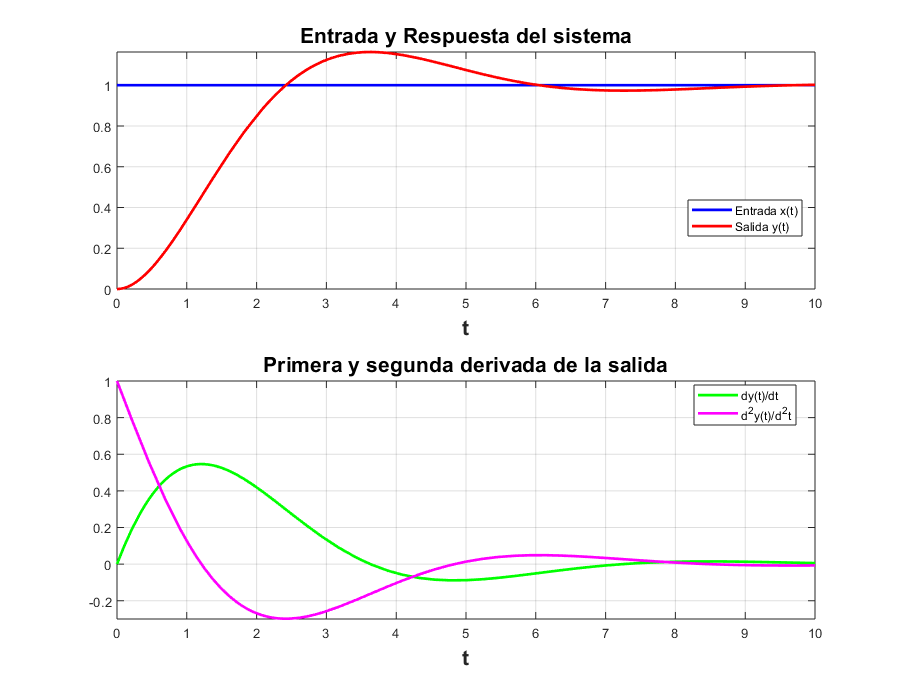 Entrada y Respuesta del sistema
1
0.8
0.6
0.4
0.2
0
Entrada x(t)
Salida y(t)
0 1 2 3 4 5 6 7 8 9 10
t
Primera y segunda derivada de la salida
1
0.8
0.6
0.4
0.2
0
-0.2
dy(t)/dt
d²y(t)/d²t
0 1 2 3 4 5 6 7 8 9 10
t